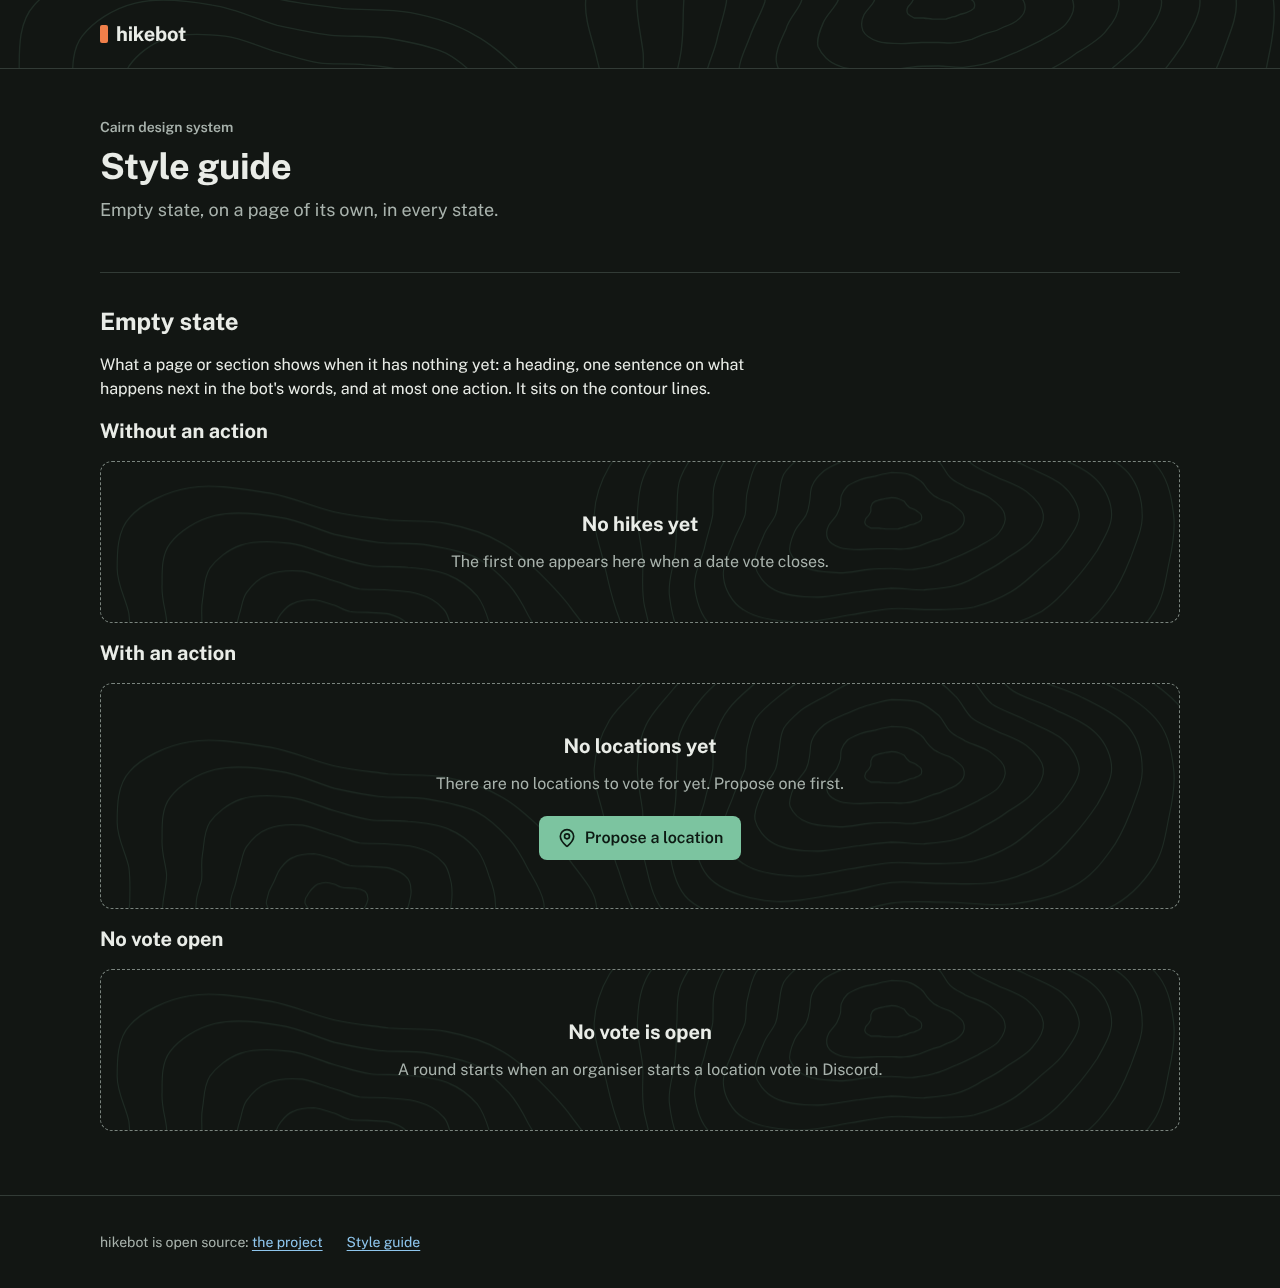 hikebot
Cairn design system
Style guide
Empty state, on a page of its own, in every state.
Empty state
What a page or section shows when it has nothing yet: a heading, one sentence on what
happens next in the bot's words, and at most one action. It sits on the contour lines.
Without an action
No hikes yet
The first one appears here when a date vote closes.
With an action
No locations yet
There are no locations to vote for yet. Propose one first.
Propose a location
No vote open
No vote is open
A round starts when an organiser starts a location vote in Discord.
hikebot is open source: the project Style guide